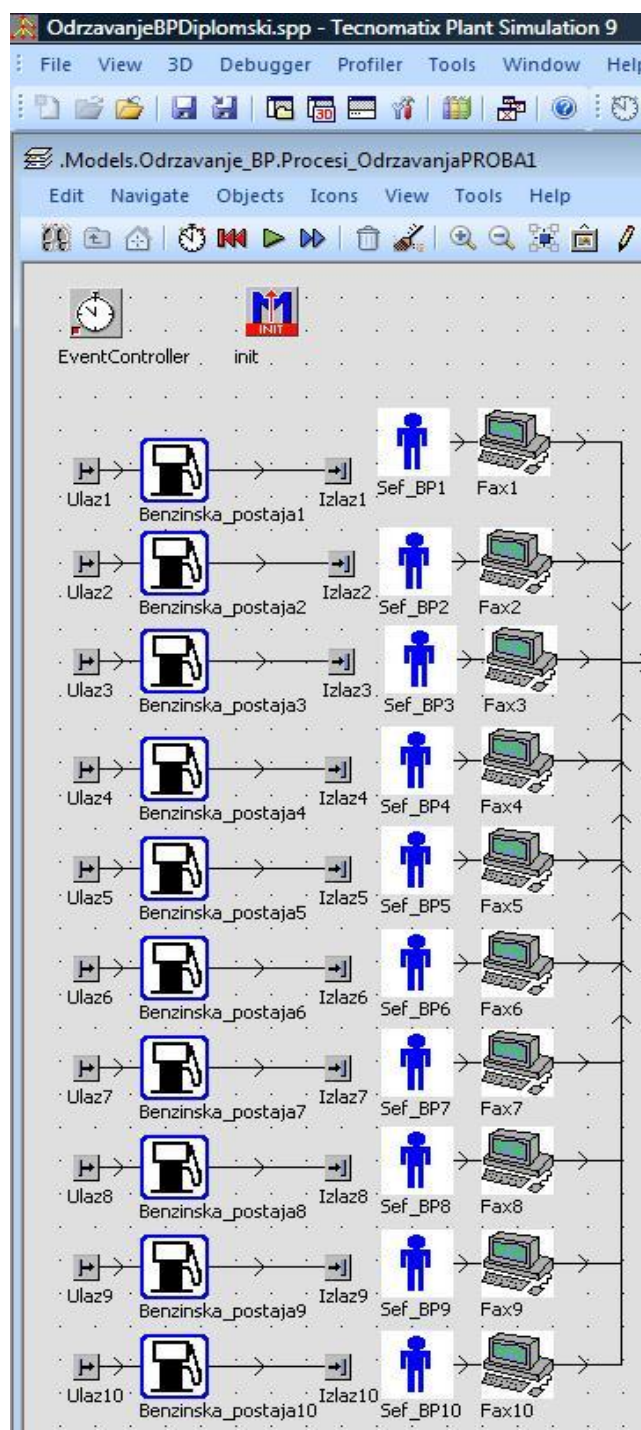 OdrzavanjeBPDiplomski.spp - Tecnomatix Plant Simulation 9
File View 3D Debugger Profiler Tools Window Help
3D
.Models.Odrzavanje_BP.Procesi_OdrzavanjaPROBA1
Edit Navigate Objects Icons View Tools Help
M
INIT
EventController init
Ulaz1 Benzinska_postaja1 Izlaz1 Sef_BP1 Fax1
Ulaz2 Benzinska_postaja2 Izlaz2 Sef_BP2 Fax2
Ulaz3 Benzinska_postaja3 Izlaz3 Sef_BP3 Fax3
Ulaz4 Benzinska_postaja4 Izlaz4 Sef_BP4 Fax4
Ulaz5 Benzinska_postaja5 Izlaz5 Sef_BP5 Fax5
Ulaz6 Benzinska_postaja6 Izlaz6 Sef_BP6 Fax6
Ulaz7 Benzinska_postaja7 Izlaz7 Sef_BP7 Fax7
Ulaz8 Benzinska_postaja8 Izlaz8 Sef_BP8 Fax8
Ulaz9 Benzinska_postaja9 Izlaz9 Sef_BP9 Fax9
Ulaz10 Benzinska_postaja10 Izlaz10 Sef_BP10 Fax10